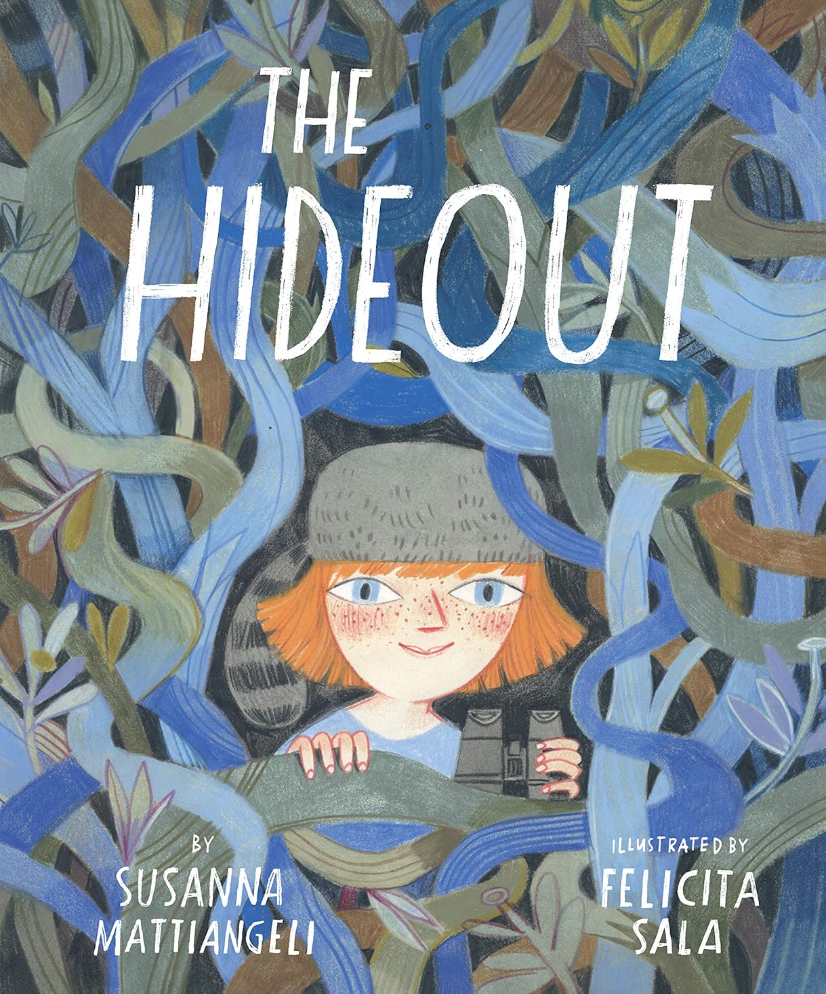 THE
HIDEOUT
BY
SUSANNA
MATTIANGELI
ILLUSTRATED BY
FELICITA
SALA